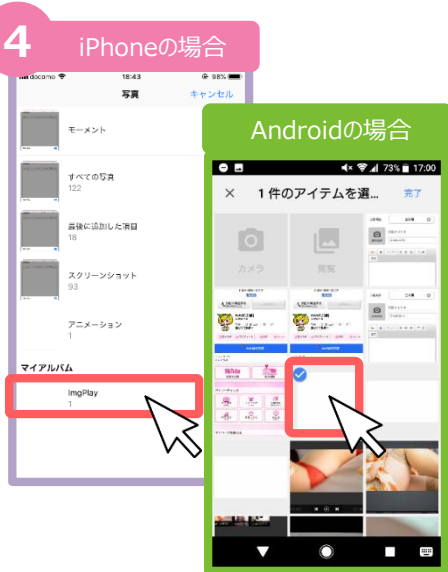 4
iPhoneの場合
docomo 18:43 98%
写真 キャンセル
モーメント
すべての写真
122
最後に追加した項目
18
スクリーンショット
93
アニメーション
1
マイアルバム
ImgPlay
1
Androidの場合
73% 17:00
× 1 件のアイテムを選... 完了
カメラ
閲覧